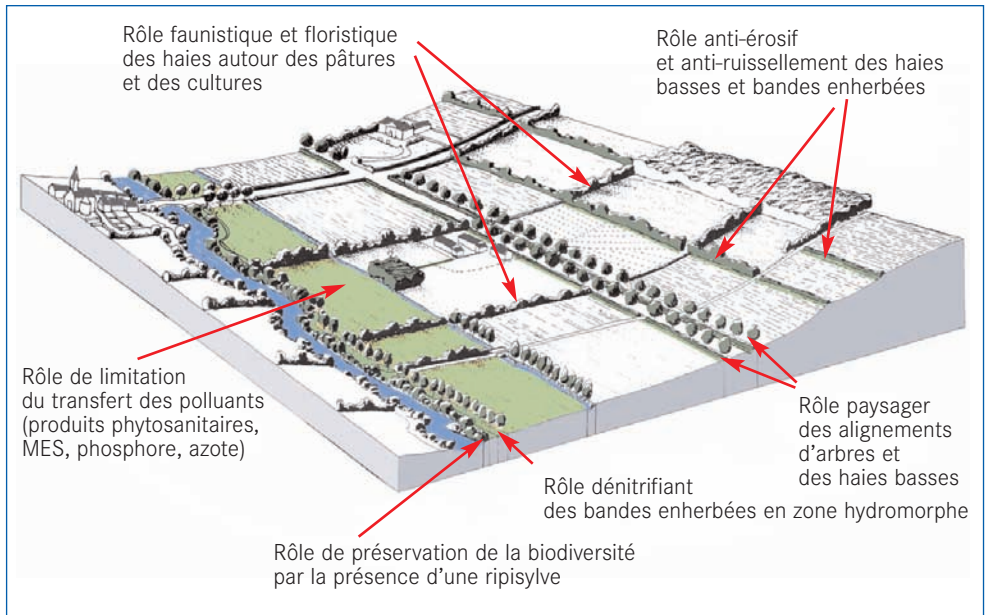 Rôle faunistique et floristique
des haies autour des pâtures
et des cultures
Rôle anti-érosif
et anti-ruissellement des haies
basses et bandes enherbées
Rôle de limitation
du transfert des polluants
(produits phytosanitaires,
MES, phosphore, azote)
Rôle paysager
des alignements
d'arbres et
des haies basses
Rôle dénitrifiant
des bandes enherbées en zone hydromorphe
Rôle de préservation de la biodiversité
par la présence d'une ripisylve